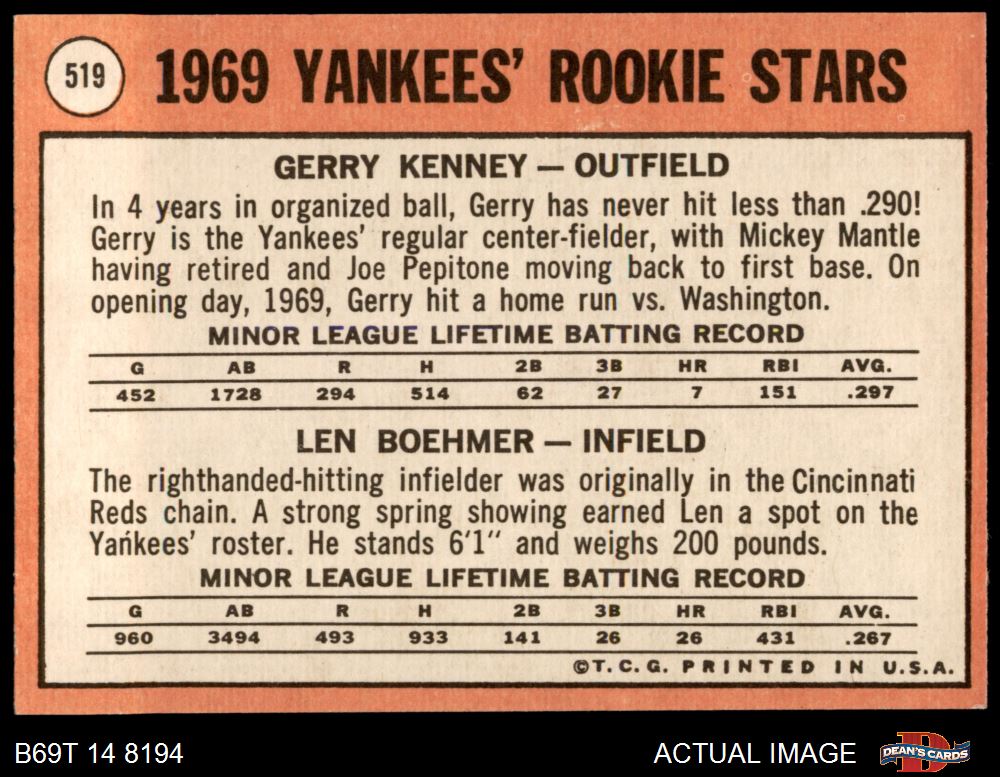 519
1969 YANKEES' ROOKIE STARS
GERRY KENNEY — OUTFIELD
In 4 years in organized ball, Gerry has never hit less than .290!
Gerry is the Yankees' regular center-fielder, with Mickey Mantle
having retired and Joe Pepitone moving back to first base. On
opening day, 1969, Gerry hit a home run vs. Washington.
MINOR LEAGUE LIFETIME BATTING RECORD
G AB R H 2B 3B HR RBI AVG.
452 1728 294 514 62 27 7 151 .297
LEN BOEHMER — INFIELD
The righthanded-hitting infielder was originally in the Cincinnati
Reds chain. A strong spring showing earned Len a spot on the
Yankees' roster. He stands 6'1" and weighs 200 pounds.
MINOR LEAGUE LIFETIME BATTING RECORD
G AB R H 2B 3B HR RBI AVG.
960 3494 493 933 141 26 26 431 .267
©T.C.G. PRINTED IN U.S.A.
B69T 14 8194
ACTUAL IMAGE
D
DEAN'S CARDS